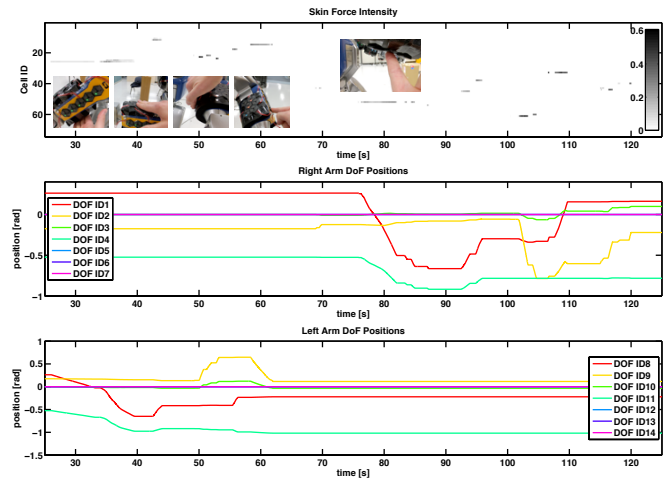 Skin Force Intensity
Cell ID
20
40
60
0.6
0.4
0.2
0
30 40 50 60 70 80 90 100 110 120
time [s]
Right Arm DoF Positions
position [rad]
0
−0.5
−1
DOF ID1
DOF ID2
DOF ID3
DOF ID4
DOF ID5
DOF ID6
DOF ID7
30 40 50 60 70 80 90 100 110 120
time [s]
Left Arm DoF Positions
position [rad]
1
0.5
0
−0.5
−1
−1.5
DOF ID8
DOF ID9
DOF ID10
DOF ID11
DOF ID12
DOF ID13
DOF ID14
30 40 50 60 70 80 90 100 110 120
time [s]